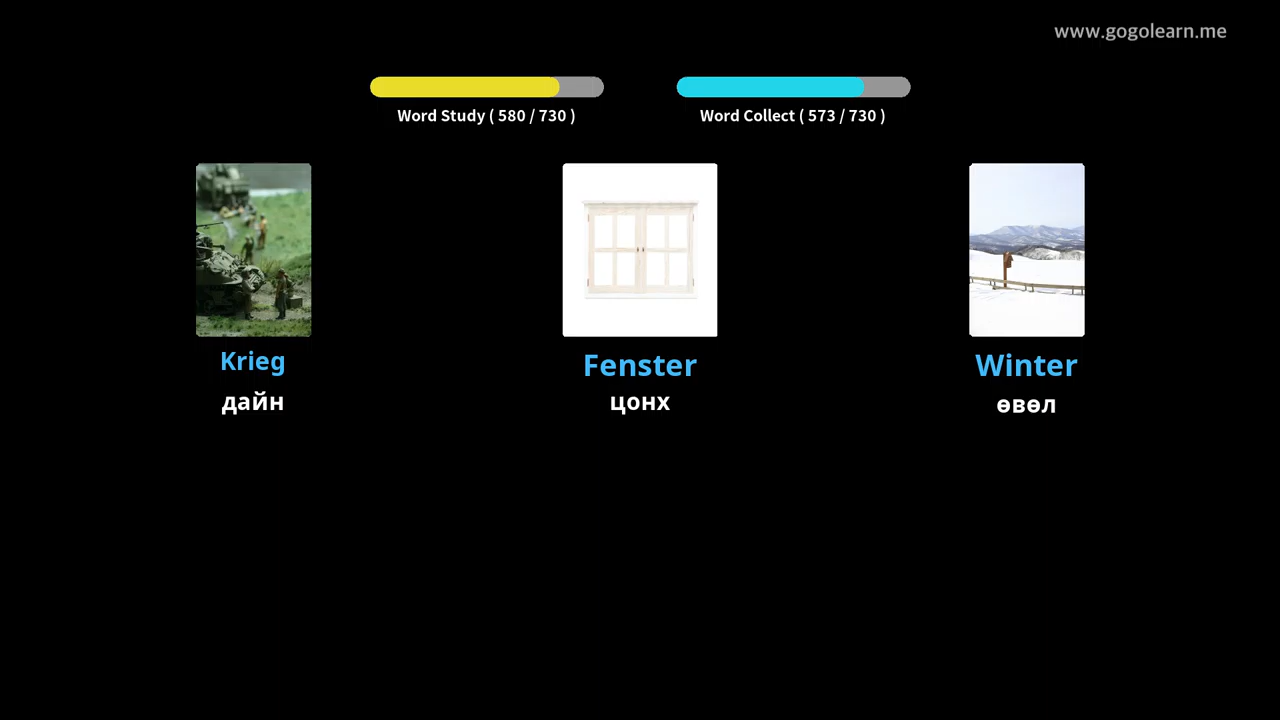 www.gogolearn.me
Word Study ( 580 / 730 )
Word Collect ( 573 / 730 )
Krieg
Fenster
Winter
дайн
цонх
өвөл